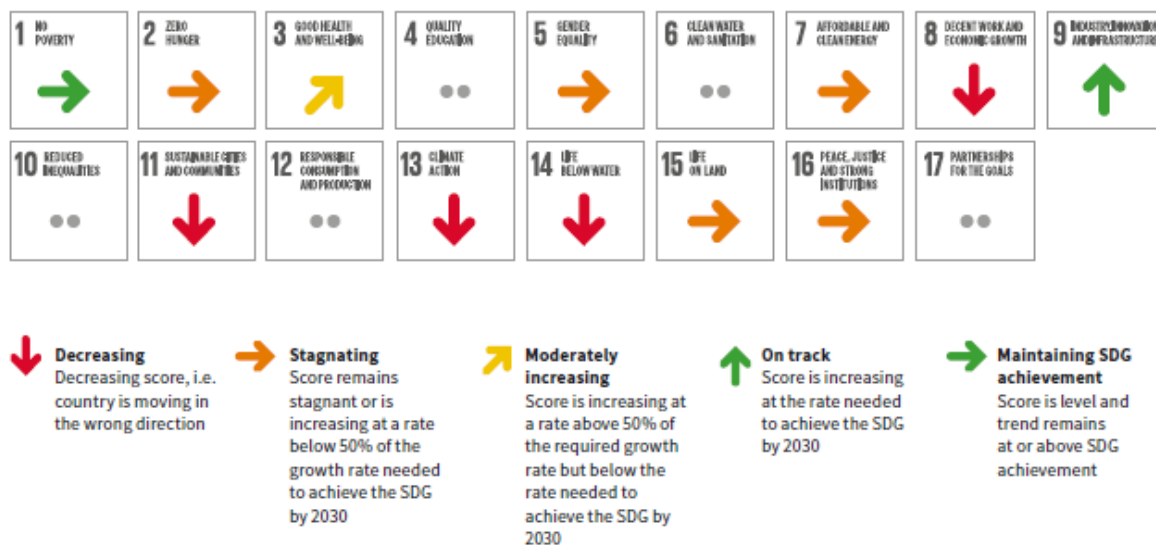 1 NO
POVERTY
2 ZERO
HUNGER
3 GOOD HEALTH
AND WELL-BEING
4 QUALITY
EDUCATION
5 GENDER
EQUALITY
6 CLEAN WATER
AND SANITATION
7 AFFORDABLE AND
CLEAN ENERGY
8 DECENT WORK AND
ECONOMIC GROWTH
9 INDUSTRY, INNOVATION
AND INFRASTRUCTURE
10 REDUCED
INEQUALITIES
11 SUSTAINABLE CITIES
AND COMMUNITIES
12 RESPONSIBLE
CONSUMPTION
AND PRODUCTION
13 CLIMATE
ACTION
14 LIFE
BELOW WATER
15 LIFE
ON LAND
16 PEACE, JUSTICE
AND STRONG
INSTITUTIONS
17 PARTNERSHIPS
FOR THE GOALS
Decreasing
Decreasing score, i.e.
country is moving in
the wrong direction
Stagnating
Score remains
stagnant or is
increasing at a rate
below 50% of the
growth rate needed
to achieve the SDG
by 2030
Moderately
increasing
Score is increasing at
a rate above 50% of
the required growth
rate but below the
rate needed to
achieve the SDG by
2030
On track
Score is increasing
at the rate needed
to achieve the SDG
by 2030
Maintaining SDG
achievement
Score is level and
trend remains
at or above SDG
achievement